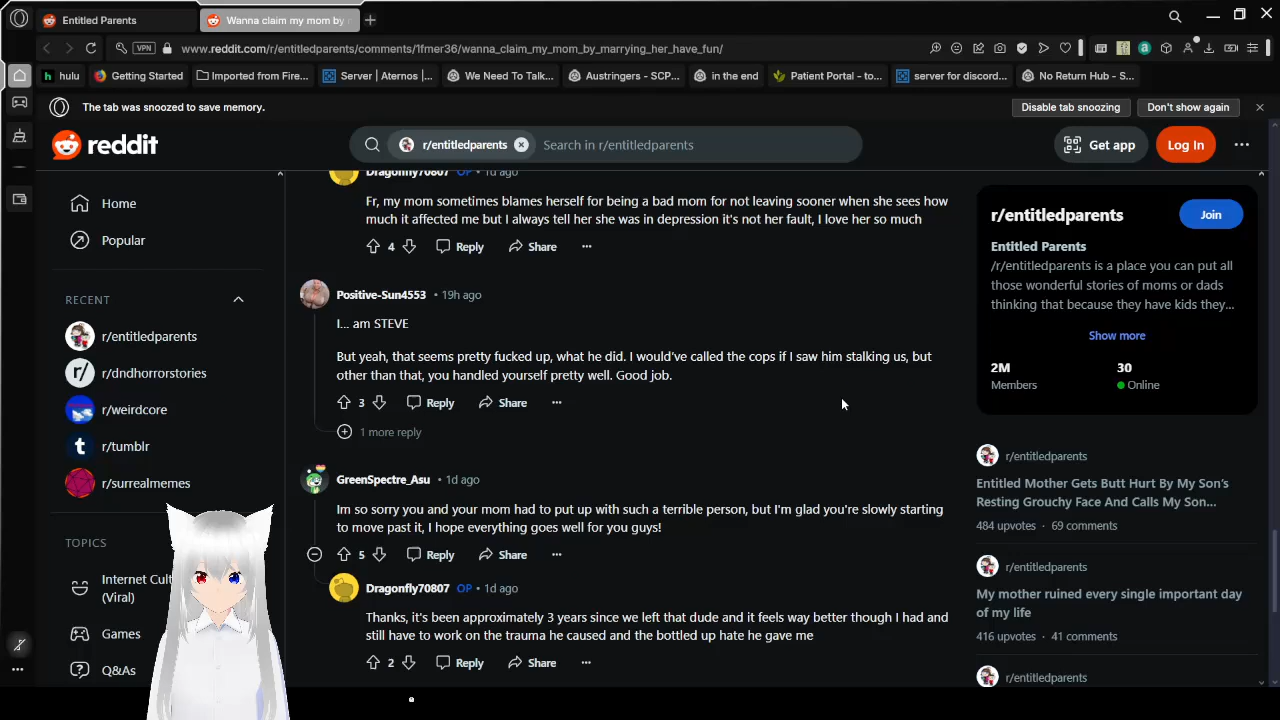 Entitled Parents
Wanna claim my mom by
VPN
www.reddit.com/r/entitledparents/comments/1fmer36/wanna_claim_my_mom_by_marrying_her_have_fun/
hulu
Getting Started
Imported from Fire...
Server | Aternos |...
We Need To Talk...
Austringers - SCP...
in the end
Patient Portal - to...
server for discord...
No Return Hub - S...
The tab was snoozed to save memory.
Disable tab snoozing
Don't show again
reddit
r/entitledparents
Search in r/entitledparents
Get app
Log In
Home
Popular
RECENT
r/entitledparents
r/dndhorrorstories
r/weirdcore
r/tumblr
r/surrealmemes
TOPICS
Internet Cult
(Viral)
Games
Q&As
Dragonfly70807 OP • 1d ago
Fr, my mom sometimes blames herself for being a bad mom for not leaving sooner when she sees how
much it affected me but I always tell her she was in depression it's not her fault, I love her so much
4 Reply Share
Positive-Sun4553 • 19h ago
I... am STEVE
But yeah, that seems pretty fucked up, what he did. I would've called the cops if I saw him stalking us, but
other than that, you handled yourself pretty well. Good job.
3 Reply Share
1 more reply
GreenSpectre_Asu • 1d ago
Im so sorry you and your mom had to put up with such a terrible person, but I'm glad you're slowly starting
to move past it, I hope everything goes well for you guys!
5 Reply Share
Dragonfly70807 OP • 1d ago
Thanks, it's been approximately 3 years since we left that dude and it feels way better though I had and
still have to work on the trauma he caused and the bottled up hate he gave me
2 Reply Share
r/entitledparents
Join
Entitled Parents
/r/entitledparents is a place you can put all
those wonderful stories of moms or dads
thinking that because they have kids they...
Show more
2M 30
Members Online
r/entitledparents
Entitled Mother Gets Butt Hurt By My Son's
Resting Grouchy Face And Calls My Son...
484 upvotes • 69 comments
r/entitledparents
My mother ruined every single important day
of my life
416 upvotes • 41 comments
r/entitledparents